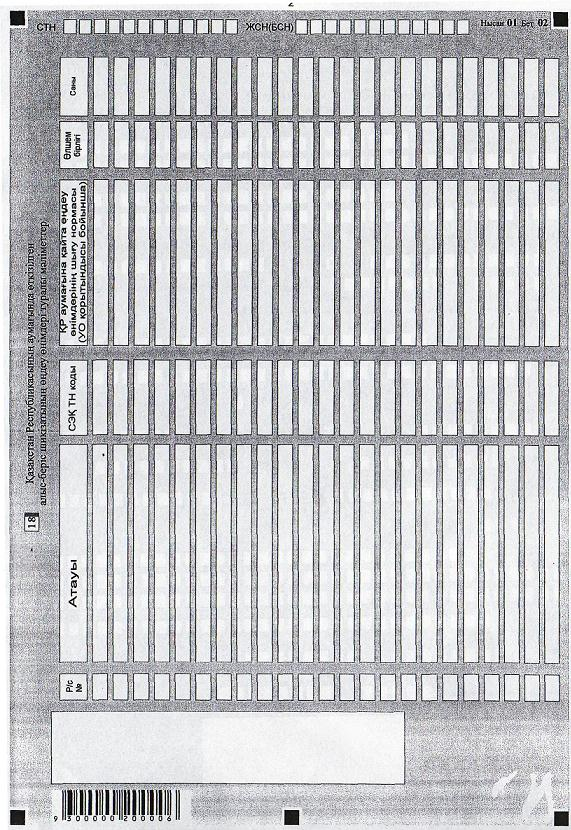 2
СТН ЖСН(БСН) Нысан 01 Бет 02
18 Қазақстан Республикасының аумағында өткізілген
алыс-беріс шикізатының өңдеу өнімдері туралы мәліметтер
Р/с
№
Атауы
СЭҚ ТН коды
ҚР аумағына қайта өңдеу
өнімдерінің шығу нормасы
(УО қорытындысы бойынша)
Өлшем
бірлігі
Саны
9 300000 200006